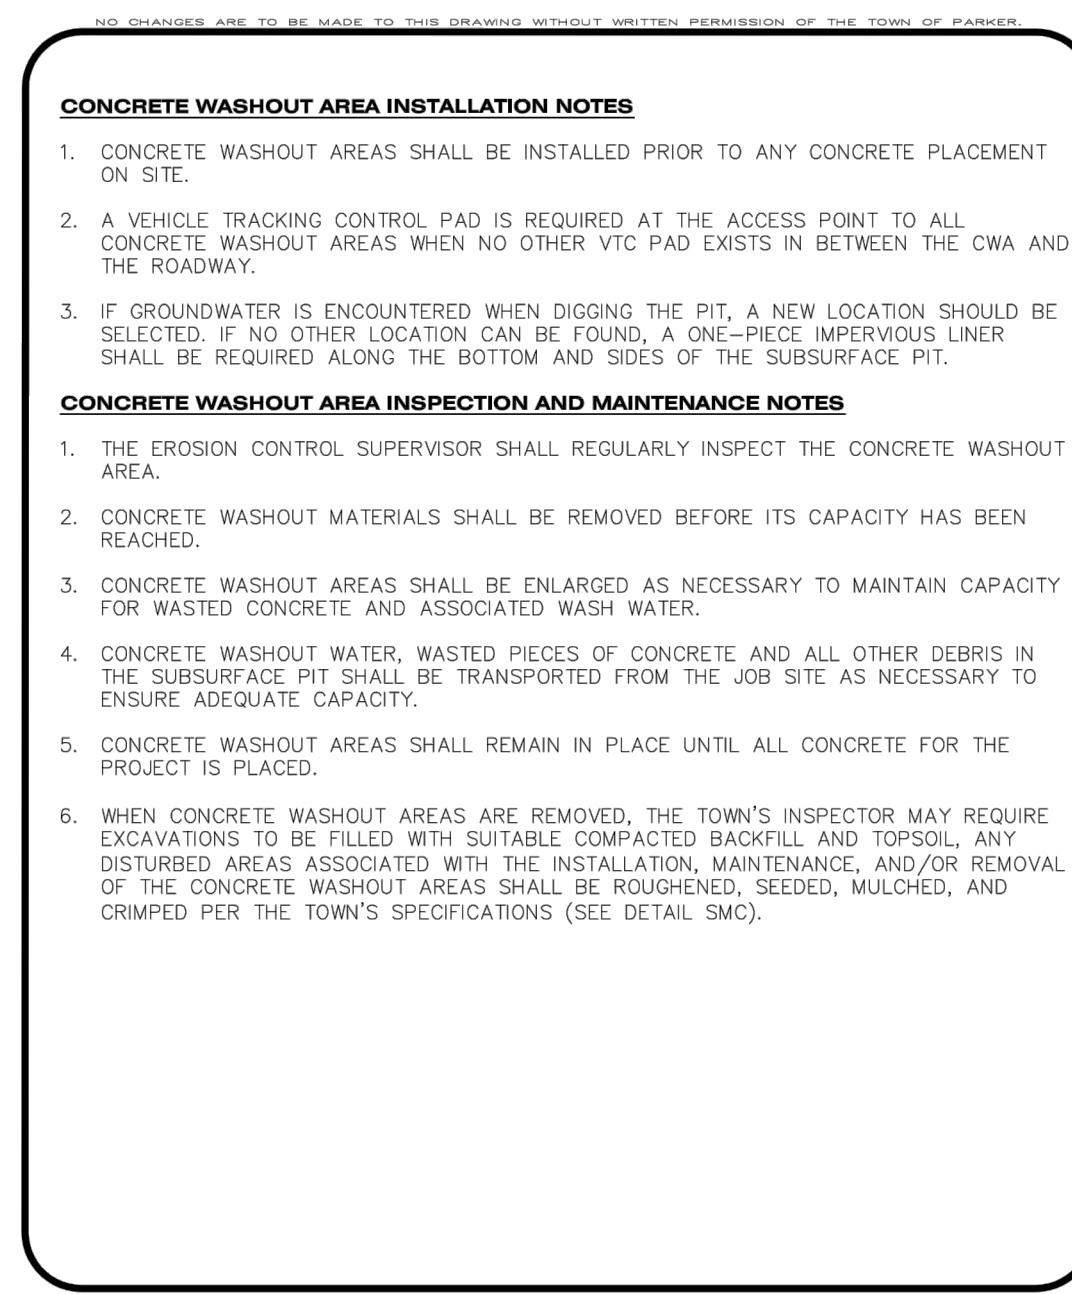 NO CHANGES ARE TO BE MADE TO THIS DRAWING WITHOUT WRITTEN PERMISSION OF THE TOWN OF PARKER.
CONCRETE WASHOUT AREA INSTALLATION NOTES
1. CONCRETE WASHOUT AREAS SHALL BE INSTALLED PRIOR TO ANY CONCRETE PLACEMENT
ON SITE.
2. A VEHICLE TRACKING CONTROL PAD IS REQUIRED AT THE ACCESS POINT TO ALL
CONCRETE WASHOUT AREAS WHEN NO OTHER VTC PAD EXISTS IN BETWEEN THE CWA AND
THE ROADWAY.
3. IF GROUNDWATER IS ENCOUNTERED WHEN DIGGING THE PIT, A NEW LOCATION SHOULD BE
SELECTED. IF NO OTHER LOCATION CAN BE FOUND, A ONE-PIECE IMPERVIOUS LINER
SHALL BE REQUIRED ALONG THE BOTTOM AND SIDES OF THE SUBSURFACE PIT.
CONCRETE WASHOUT AREA INSPECTION AND MAINTENANCE NOTES
1. THE EROSION CONTROL SUPERVISOR SHALL REGULARLY INSPECT THE CONCRETE WASHOUT
AREA.
2. CONCRETE WASHOUT MATERIALS SHALL BE REMOVED BEFORE ITS CAPACITY HAS BEEN
REACHED.
3. CONCRETE WASHOUT AREAS SHALL BE ENLARGED AS NECESSARY TO MAINTAIN CAPACITY
FOR WASTED CONCRETE AND ASSOCIATED WASH WATER.
4. CONCRETE WASHOUT WATER, WASTED PIECES OF CONCRETE AND ALL OTHER DEBRIS IN
THE SUBSURFACE PIT SHALL BE TRANSPORTED FROM THE JOB SITE AS NECESSARY TO
ENSURE ADEQUATE CAPACITY.
5. CONCRETE WASHOUT AREAS SHALL REMAIN IN PLACE UNTIL ALL CONCRETE FOR THE
PROJECT IS PLACED.
6. WHEN CONCRETE WASHOUT AREAS ARE REMOVED, THE TOWN'S INSPECTOR MAY REQUIRE
EXCAVATIONS TO BE FILLED WITH SUITABLE COMPACTED BACKFILL AND TOPSOIL, ANY
DISTURBED AREAS ASSOCIATED WITH THE INSTALLATION, MAINTENANCE, AND/OR REMOVAL
OF THE CONCRETE WASHOUT AREAS SHALL BE ROUGHENED, SEEDED, MULCHED, AND
CRIMPED PER THE TOWN'S SPECIFICATIONS (SEE DETAIL SMC).